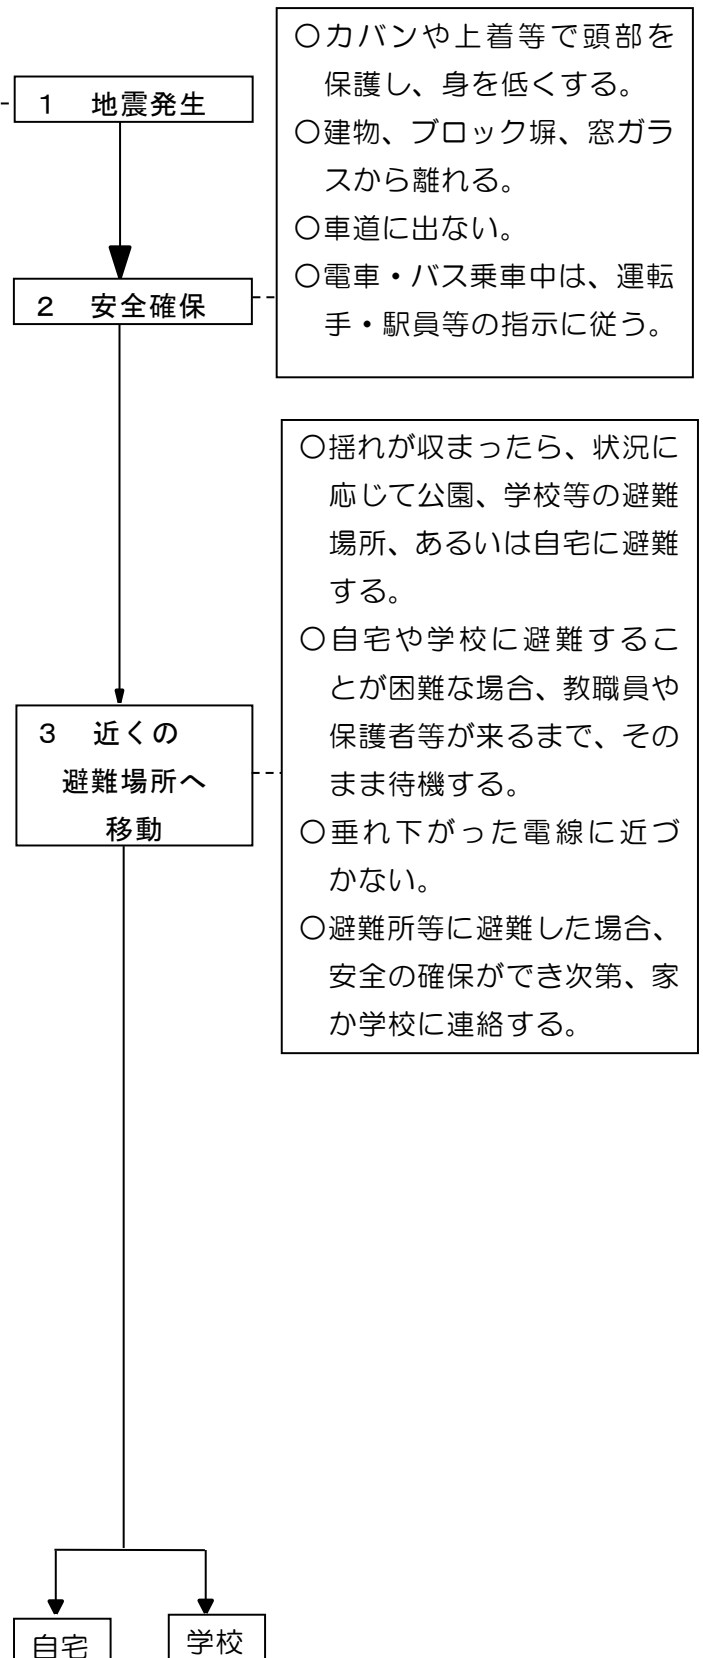 1　地震発生
○カバンや上着等で頭部を
保護し、身を低くする。
○建物、ブロック塀、窓ガラ
スから離れる。
○車道に出ない。
○電車・バス乗車中は、運転
手・駅員等の指示に従う。
2　安全確保
○揺れが収まったら、状況に
応じて公園、学校等の避難
場所、あるいは自宅に避難
する。
○自宅や学校に避難するこ
とが困難な場合、教職員や
保護者等が来るまで、その
まま待機する。
○垂れ下がった電線に近づ
かない。
○避難所等に避難した場合、
安全の確保ができ次第、家
か学校に連絡する。
3　近くの
避難場所へ
移動
自宅
学校